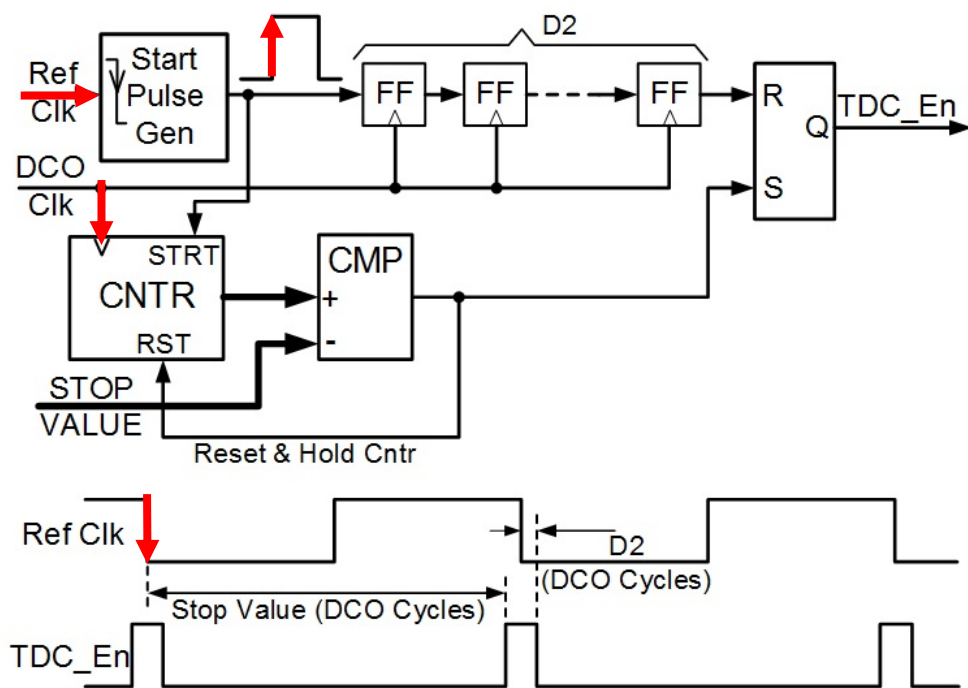 D2
Ref
Clk
Start
Pulse
Gen
FF
FF
FF
R
S
Q
TDC_En
DCO
Clk
STRT
CNTR
RST
CMP
+
-
STOP
VALUE
Reset & Hold Cntr
Ref Clk
D2
(DCO Cycles)
Stop Value (DCO Cycles)
TDC_En